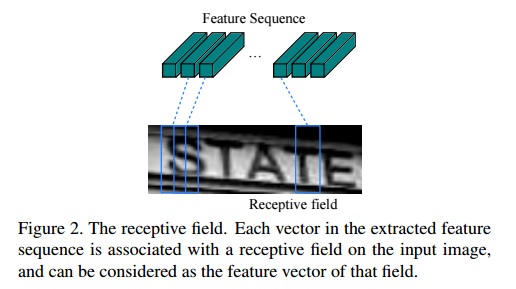 Feature Sequence
...
STATE
Receptive field
Figure 2. The receptive field. Each vector in the extracted feature
sequence is associated with a receptive field on the input image,
and can be considered as the feature vector of that field.